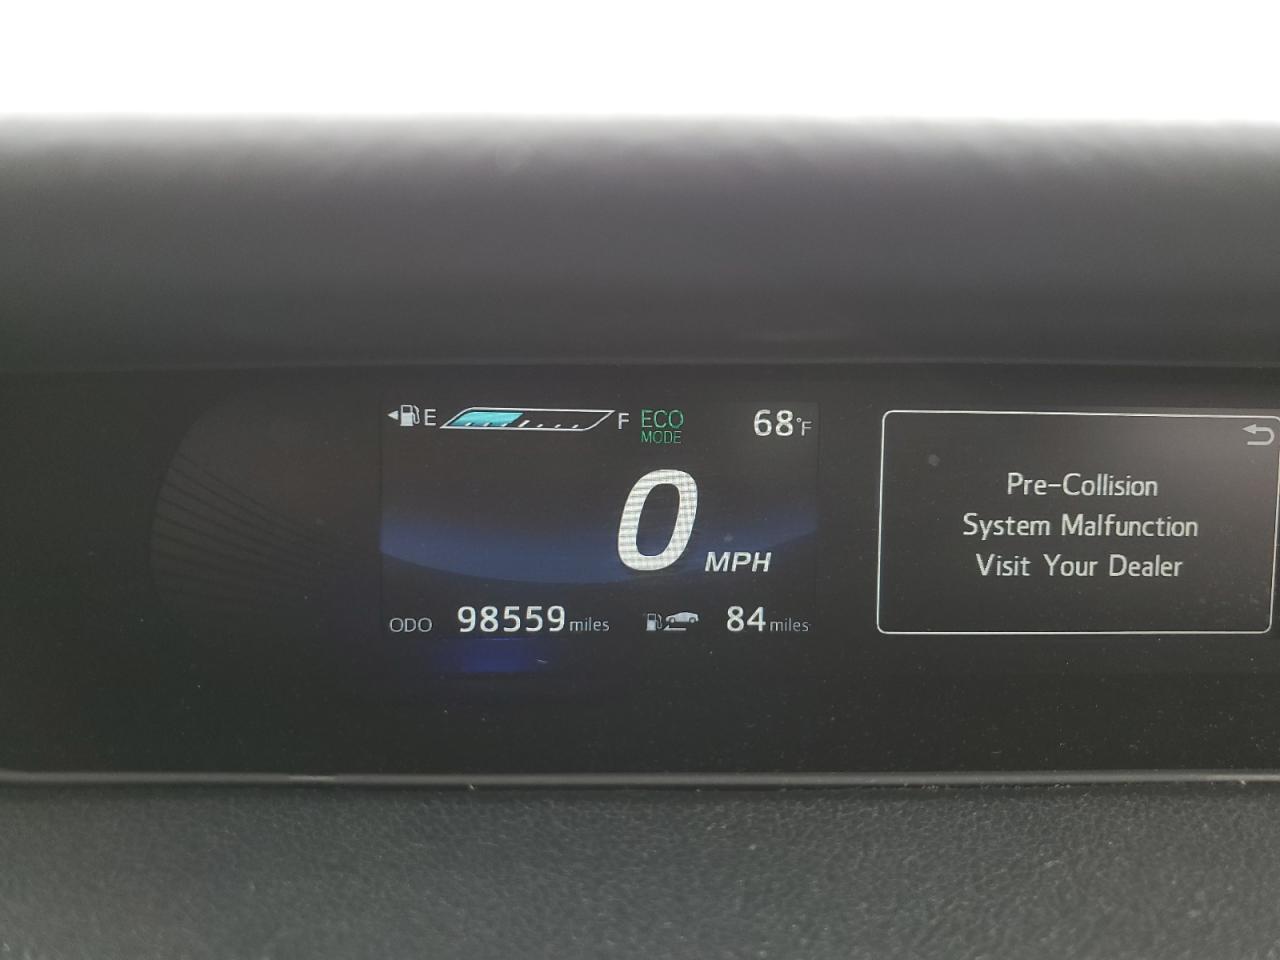 E F ECO MODE 68°F
0 MPH
ODO 98559 miles 84 miles
Pre-Collision
System Malfunction
Visit Your Dealer